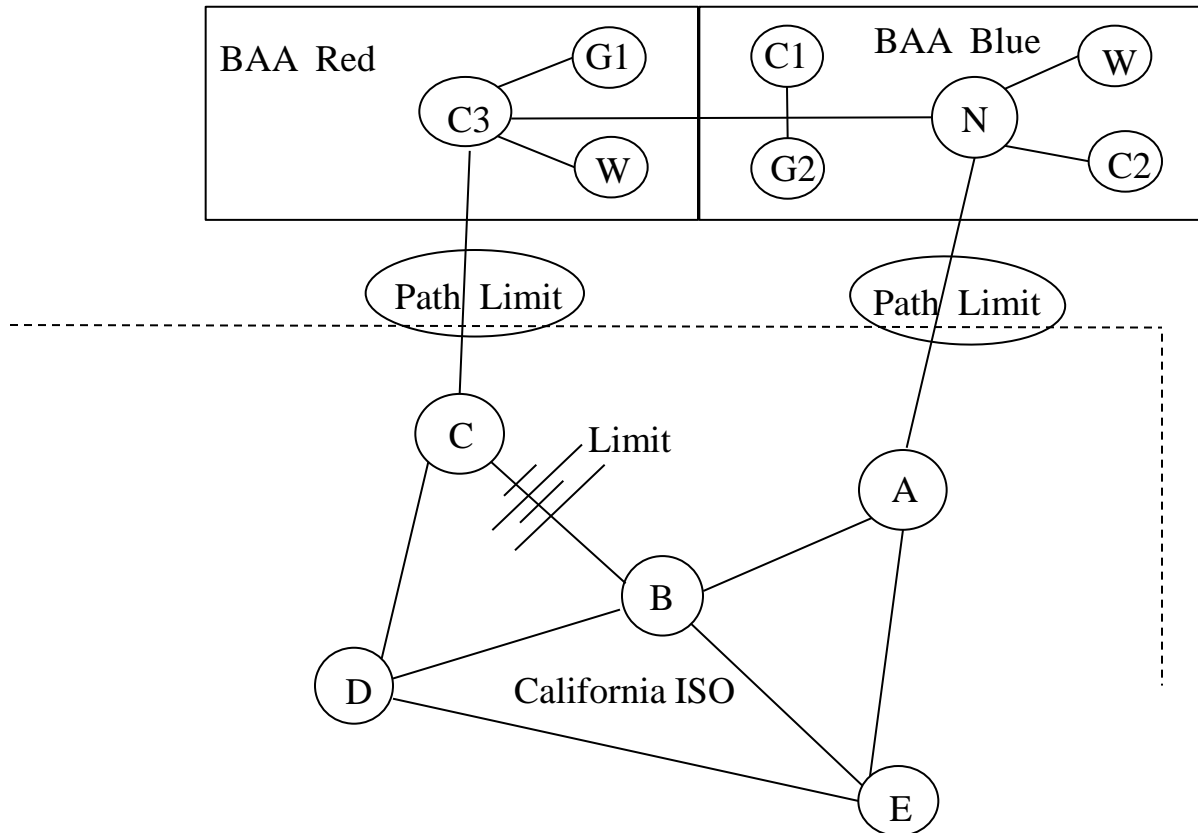 BAA Red
G1
C3
W
C1
BAA Blue
W
N
G2
C2
Path Limit
Path Limit
C
Limit
A
B
D
California ISO
E